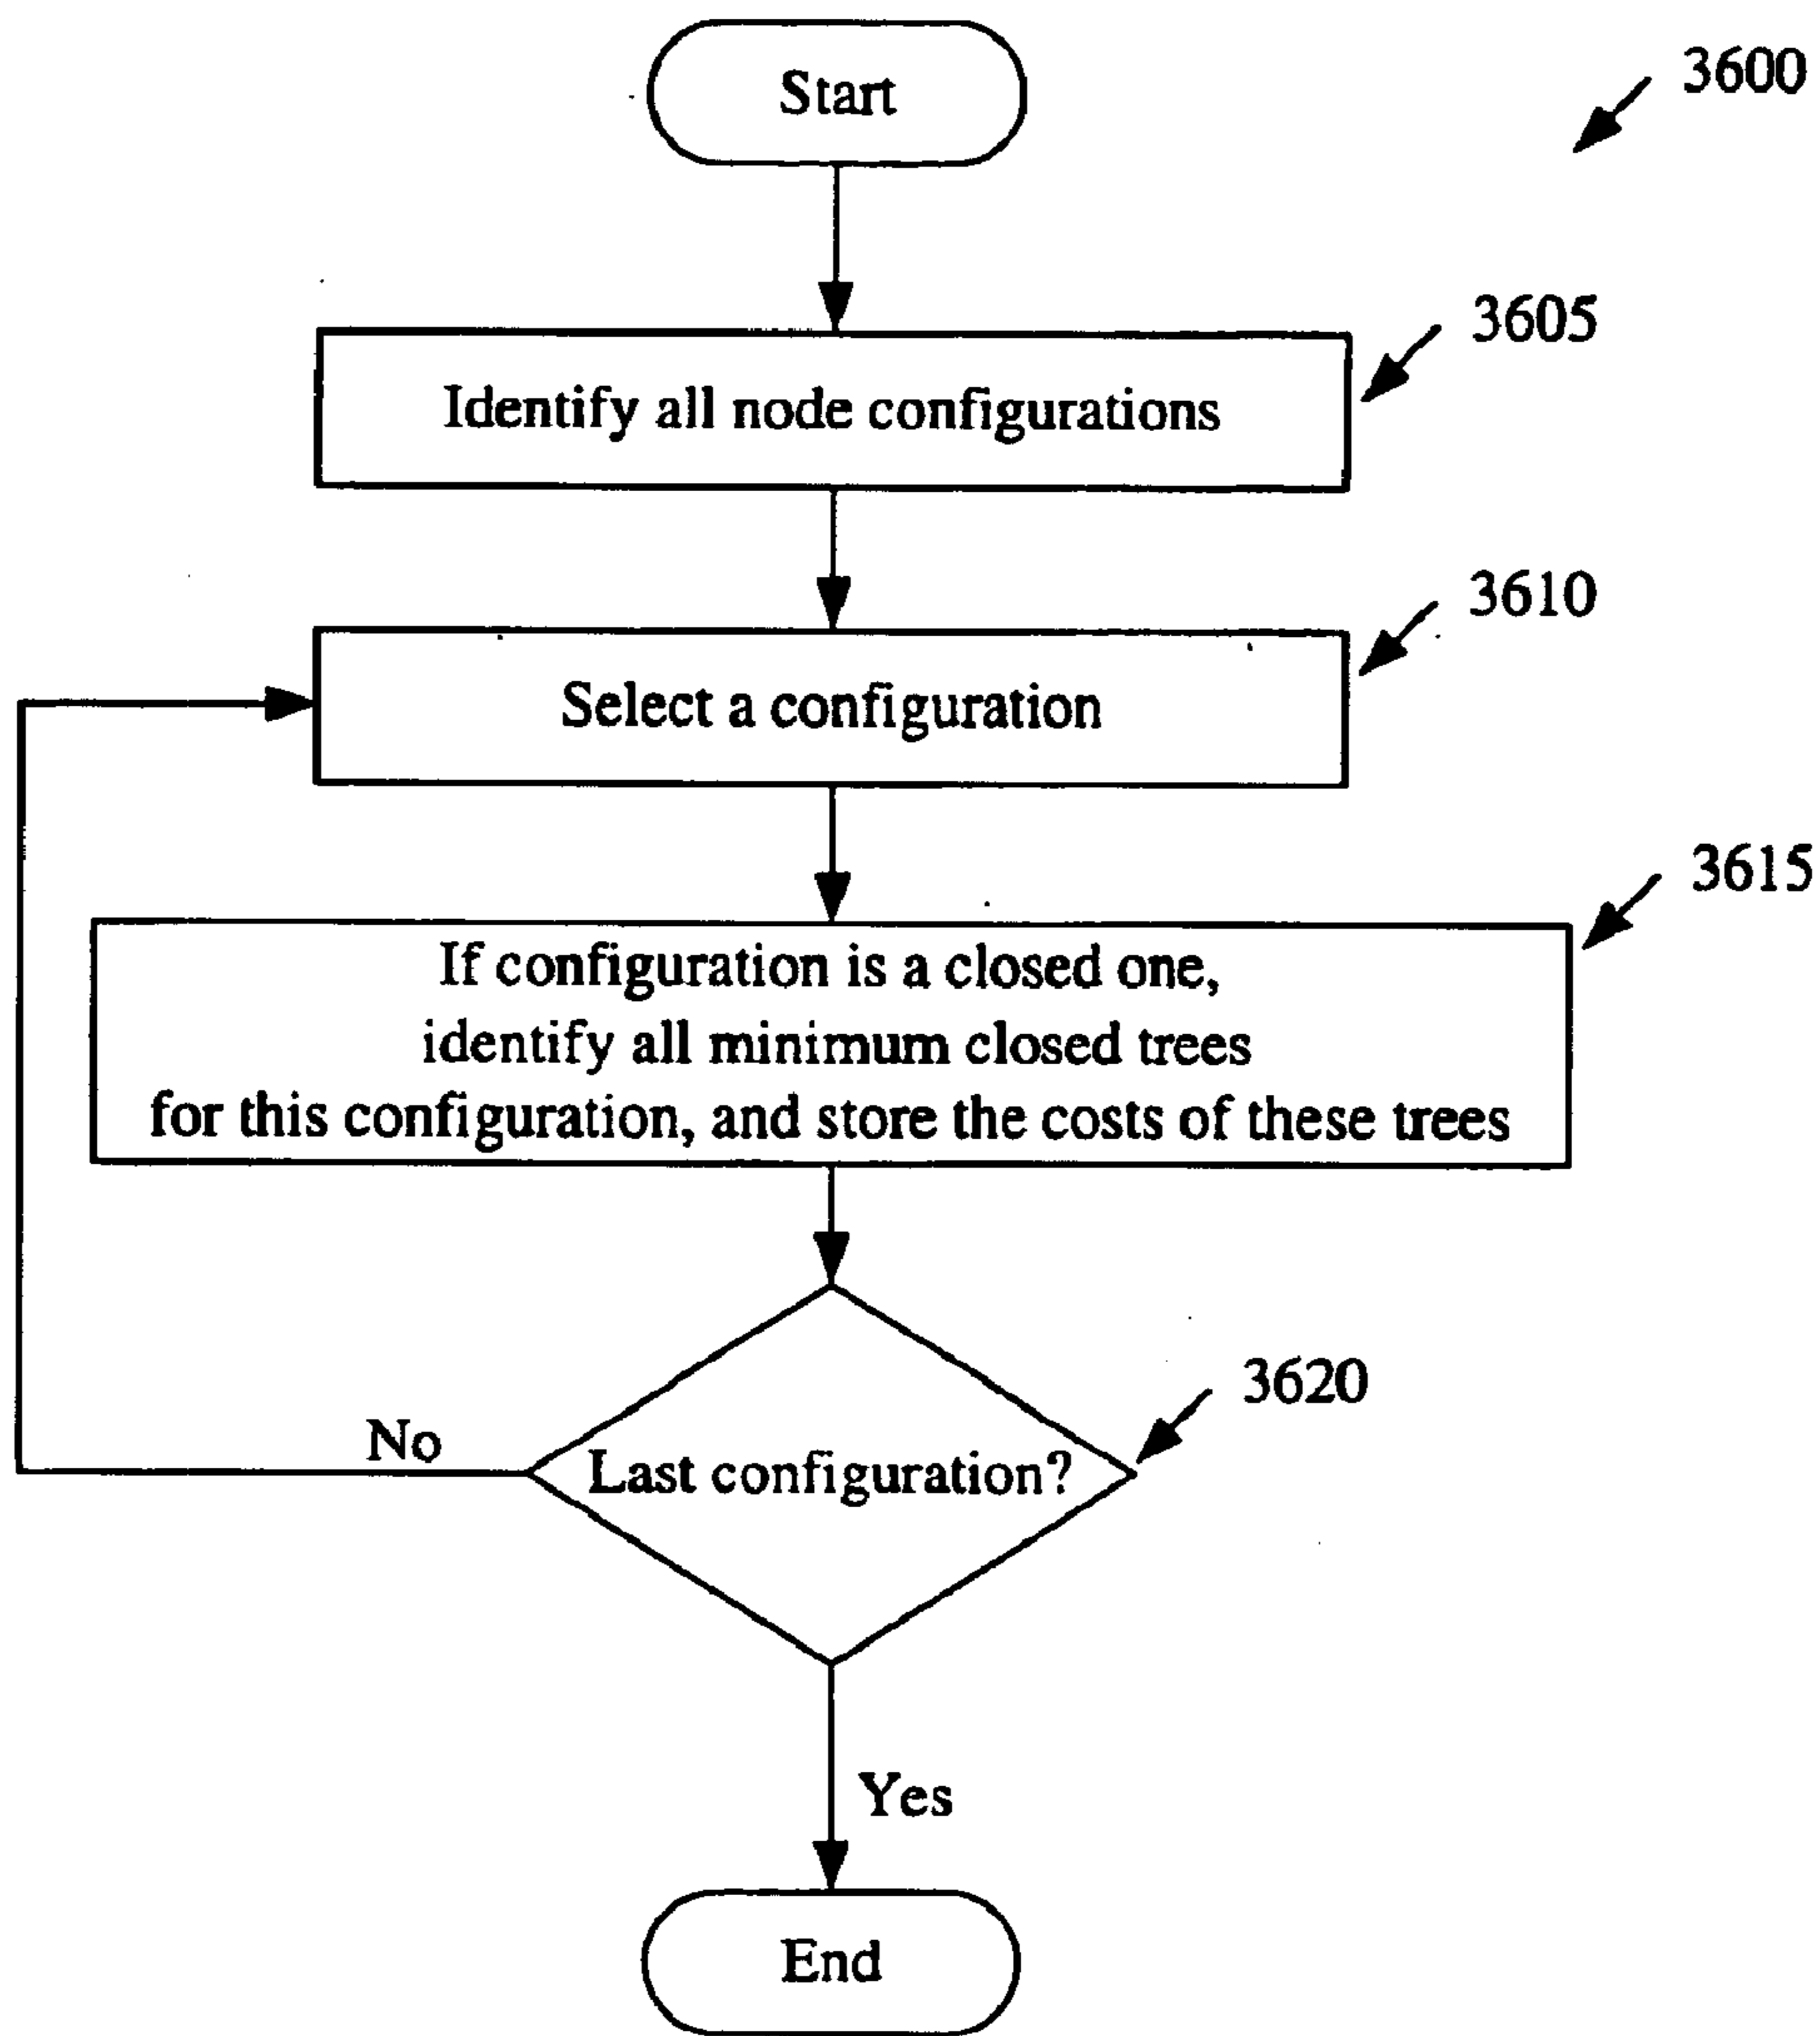 Start
3600
3605
Identify all node configurations
3610
Select a configuration
3615
If configuration is a closed one,
identify all minimum closed trees
for this configuration, and store the costs of these trees
3620
No
Last configuration?
Yes
End